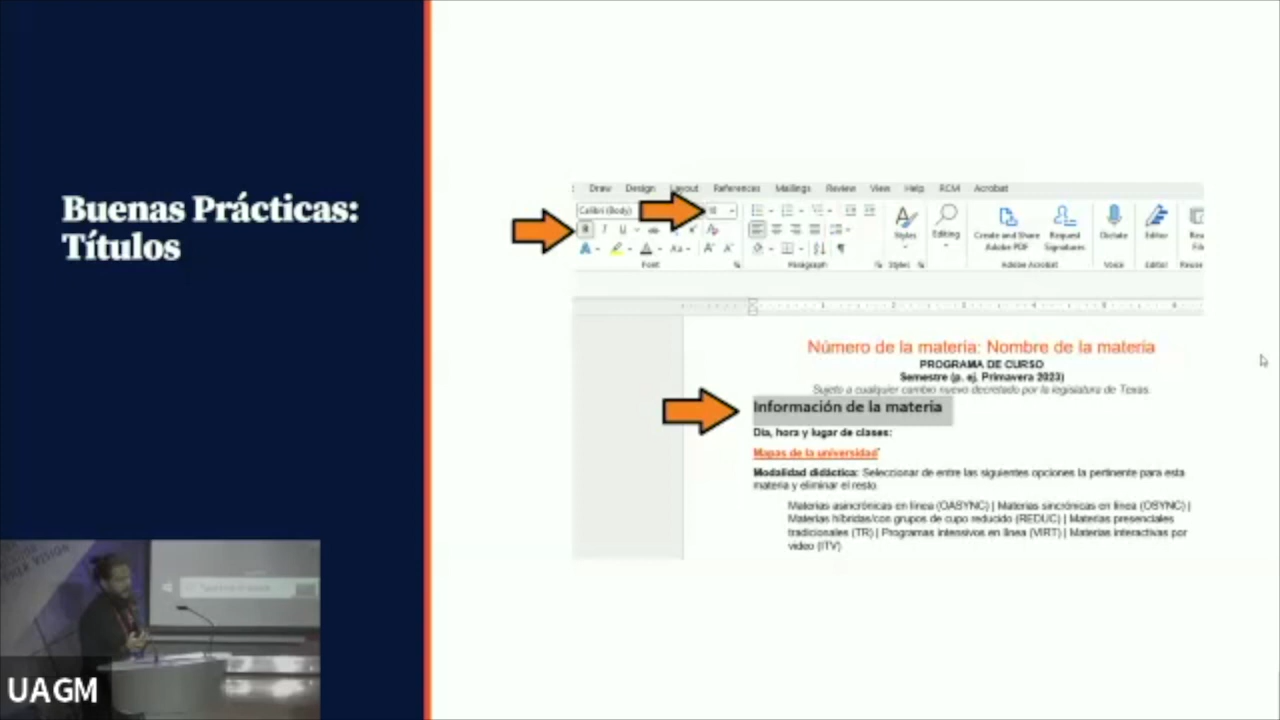 Buenas Prácticas:
Títulos
Draw Design Layout References Mailings Review View Help RCM Acrobat
Calibri (Body)
Styles
Editing
Create and Share
Adobe PDF
Request
Signatures
Dictate
Editor
Font
Paragraph
Styles
Adobe Acrobat
Voice
Editor
Número de la materia: Nombre de la materia
PROGRAMA DE CURSO
Semestre (p. ej. Primavera 2023)
Sujeto a cualquier cambio nuevo decretado por la legislatura de Texas.
Información de la materia
Día, hora y lugar de clases:
Mapas de la universidad
Modalidad didáctica: Seleccionar de entre las siguientes opciones la pertinente para esta
materia y eliminar el resto.
Materias asincrónicas en línea (OASYNC) | Materias sincrónicas en línea (OSYNC) |
Materias híbridas/con grupos de cupo reducido (REDUC) | Materias presenciales
tradicionales (TR) | Programas intensivos en línea (VIRT) | Materias interactivas por
video (ITV)
UAGM